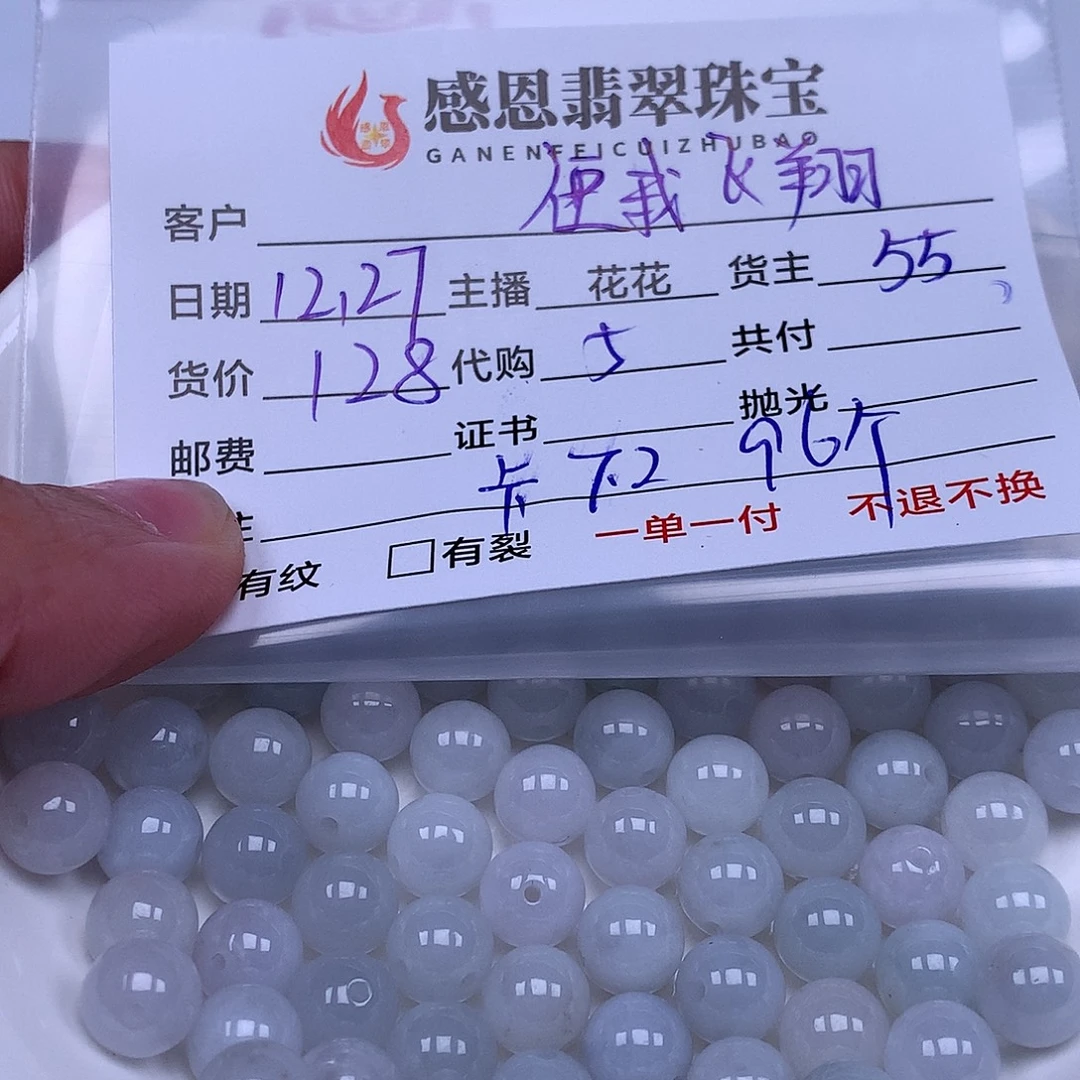 感恩翡翠珠宝
GANENFEICUIZHUBAO
客户 使我飞翔
日期 12.27 主播 花花 货主 55
货价 128 代购 5 共付
邮费 证书 抛光
卡 7.2 96个
有纹 有裂 一单一付 不退不换